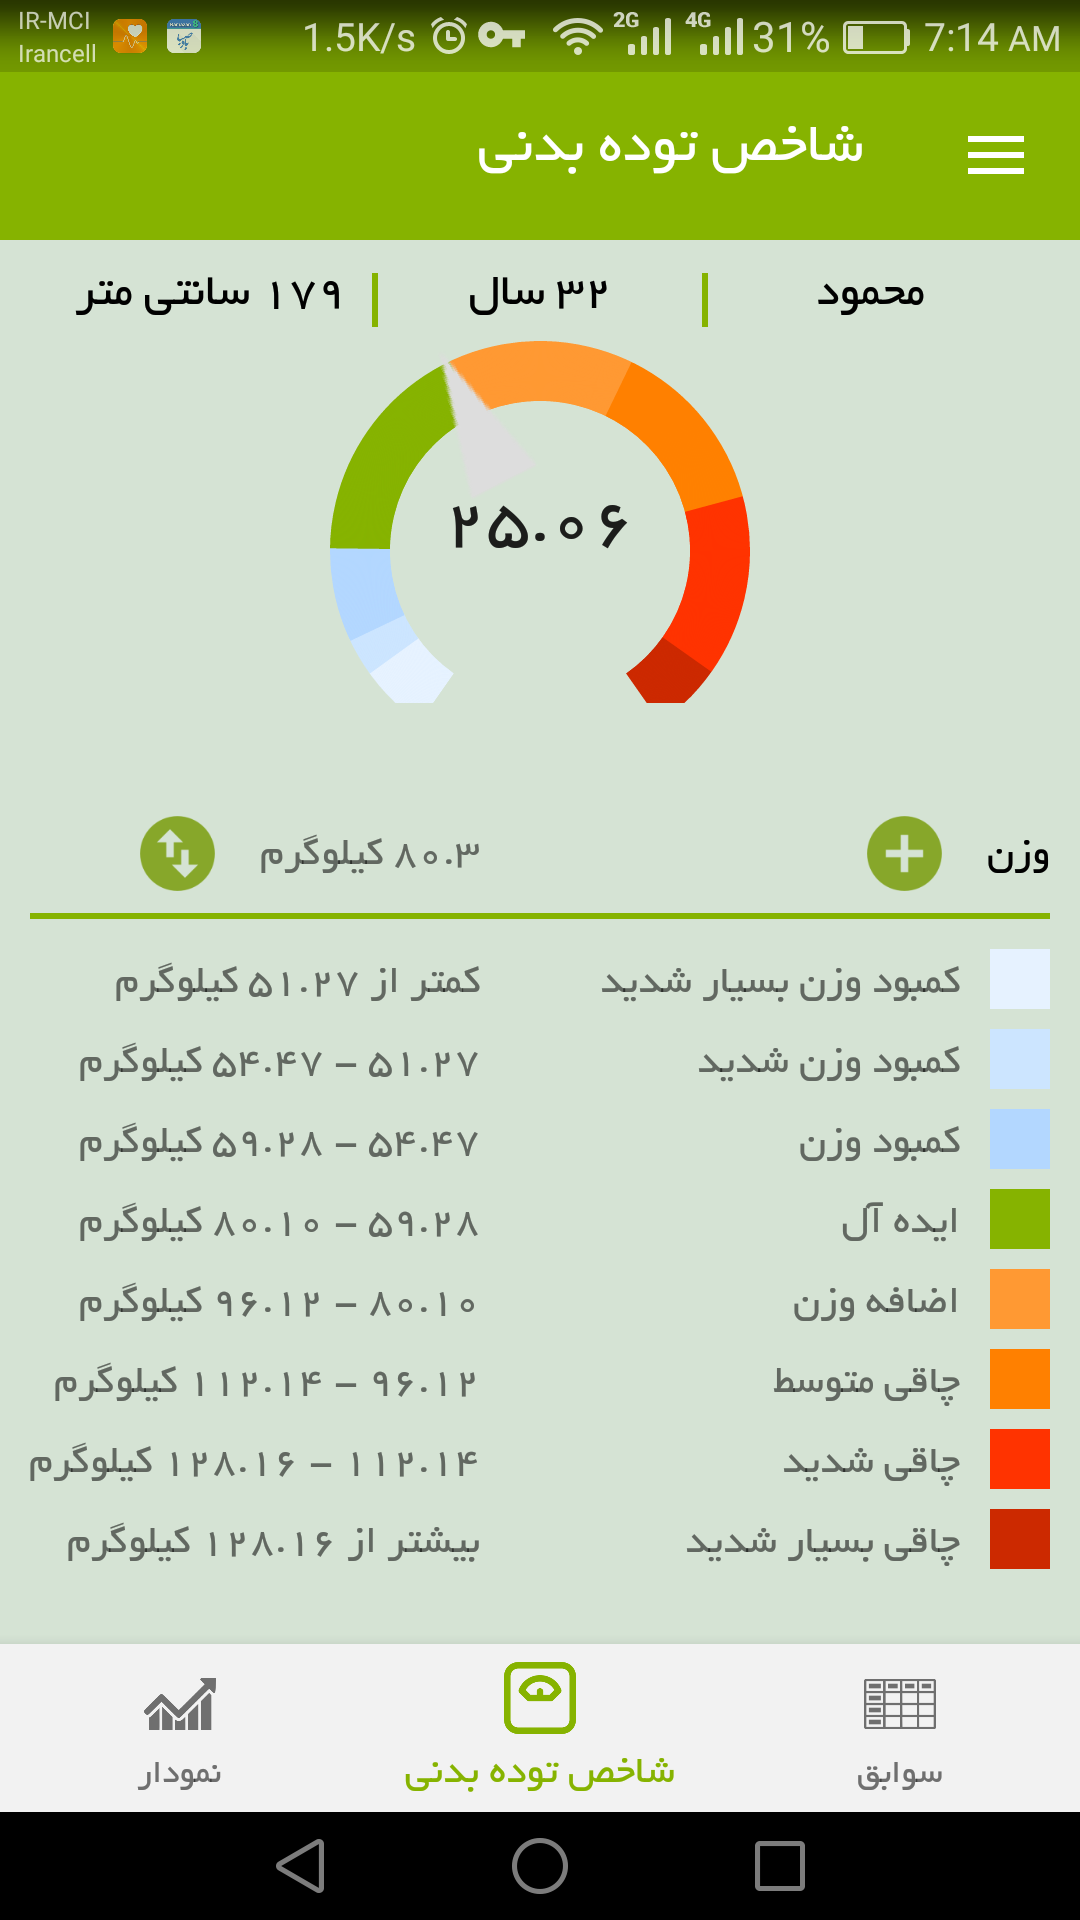 IR-MCI
Irancell
1.5K/s 2G 4G 31% 7:14 AM
شاخص توده بدنی
محمود
۳۲ سال
۱۷۹ سانتی متر
۲۵.۰۶
وزن
۸۰.۳ کیلوگرم
کمبود وزن بسیار شدید کمتر از ۵۱.۲۷ کیلوگرم
کمبود وزن شدید ۵۱.۲۷ – ۵۴.۴۷ کیلوگرم
کمبود وزن ۵۴.۴۷ – ۵۹.۲۸ کیلوگرم
ایده آل ۵۹.۲۸ – ۸۰.۱۰ کیلوگرم
اضافه وزن ۸۰.۱۰ – ۹۶.۱۲ کیلوگرم
چاقی متوسط ۹۶.۱۲ – ۱۱۲.۱۴ کیلوگرم
چاقی شدید ۱۱۲.۱۴ – ۱۲۸.۱۶ کیلوگرم
چاقی بسیار شدید بیشتر از ۱۲۸.۱۶ کیلوگرم
سوابق
شاخص توده بدنی
نمودار